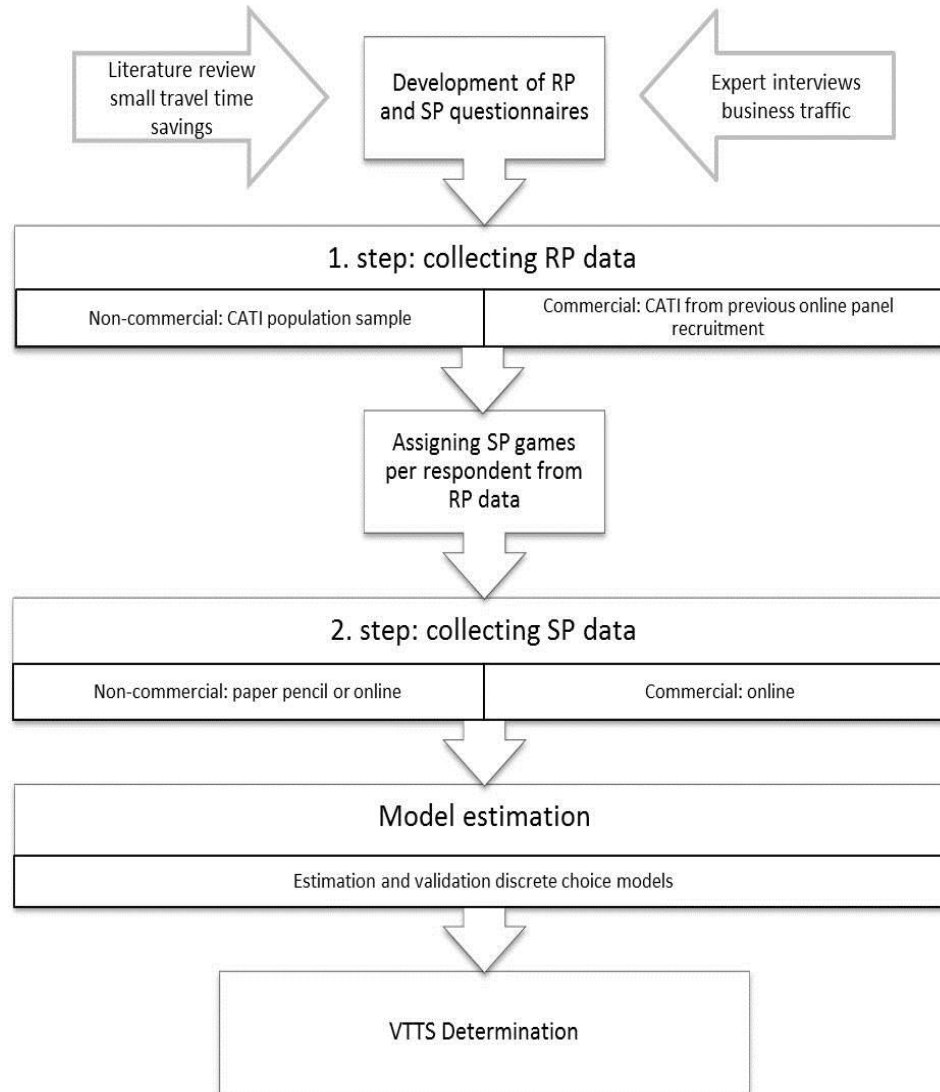 Literature review
small travel time
savings
Development of RP
and SP questionnaires
Expert interviews
business traffic
1. step: collecting RP data
Non-commercial: CATI population sample
Commercial: CATI from previous online panel
recruitment
Assigning SP games
per respondent from
RP data
2. step: collecting SP data
Non-commercial: paper pencil or online
Commercial: online
Model estimation
Estimation and validation discrete choice models
VTTS Determination